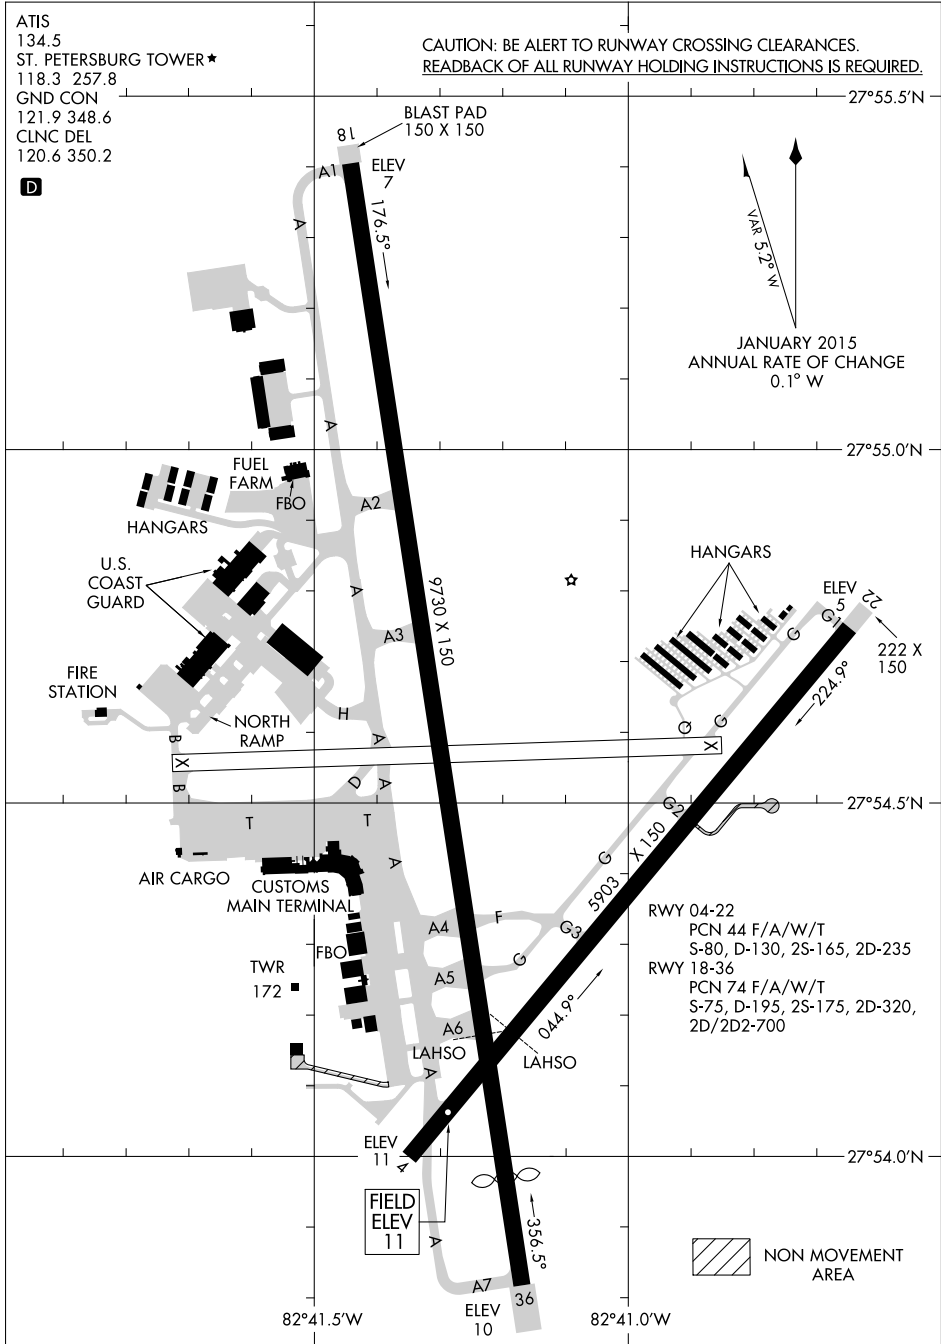 ATIS
134.5
ST. PETERSBURG TOWER★
118.3 257.8
GND CON
121.9 348.6
CLNC DEL
120.6 350.2
D
CAUTION: BE ALERT TO RUNWAY CROSSING CLEARANCES.
READBACK OF ALL RUNWAY HOLDING INSTRUCTIONS IS REQUIRED.
27°55.5'N
BLAST PAD
150 X 150
18
A1
ELEV
7
176.5°
A
VAR 5.2° W
JANUARY 2015
ANNUAL RATE OF CHANGE
0.1° W
A
27°55.0'N
FUEL
FARM
FBO
A2
HANGARS
U.S.
COAST
GUARD
A
9730 X 150
A3
HANGARS
ELEV
5
22
G1
G
222 X
150
224.9°
FIRE
STATION
NORTH
RAMP
H
B
A
Q
G
X
X
B
D
A
27°54.5'N
T
T
G2
A
G
5903 X 150
AIR CARGO
CUSTOMS
MAIN TERMINAL
A4
F
G3
RWY 04-22
PCN 44 F/A/W/T
S-80, D-130, 2S-165, 2D-235
RWY 18-36
PCN 74 F/A/W/T
S-75, D-195, 2S-175, 2D-320,
2D/2D2-700
FBO
TWR
172
A5
G
A6
044.9°
LAHSO
LAHSO
A
ELEV
11
4
27°54.0'N
FIELD
ELEV
11
356.5°
A
A7
36
ELEV
10
NON MOVEMENT
AREA
82°41.5'W
82°41.0'W